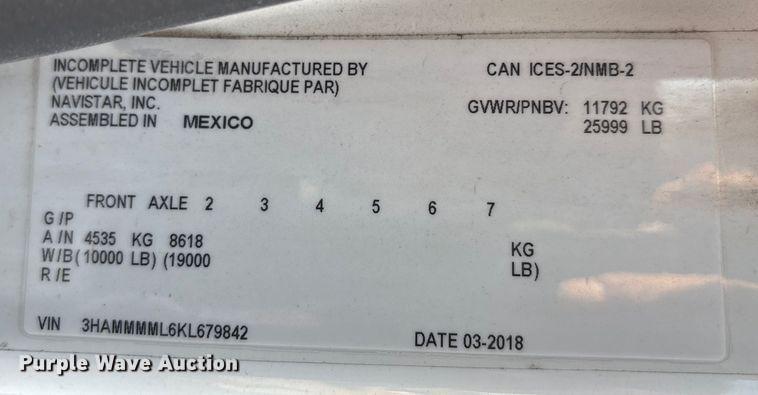 INCOMPLETE VEHICLE MANUFACTURED BY
(VEHICULE INCOMPLET FABRIQUE PAR)
NAVISTAR, INC.
ASSEMBLED IN MEXICO
CAN ICES-2/NMB-2
GVWR/PNBV: 11792 KG
25999 LB
FRONT AXLE 2 3 4 5 6 7
G /P
A /N 4535 KG 8618 KG
W/B (10000 LB) (19000 LB)
R /E
VIN 3HAMMMML6KL679842
DATE 03-2018
Purple Wave Auction